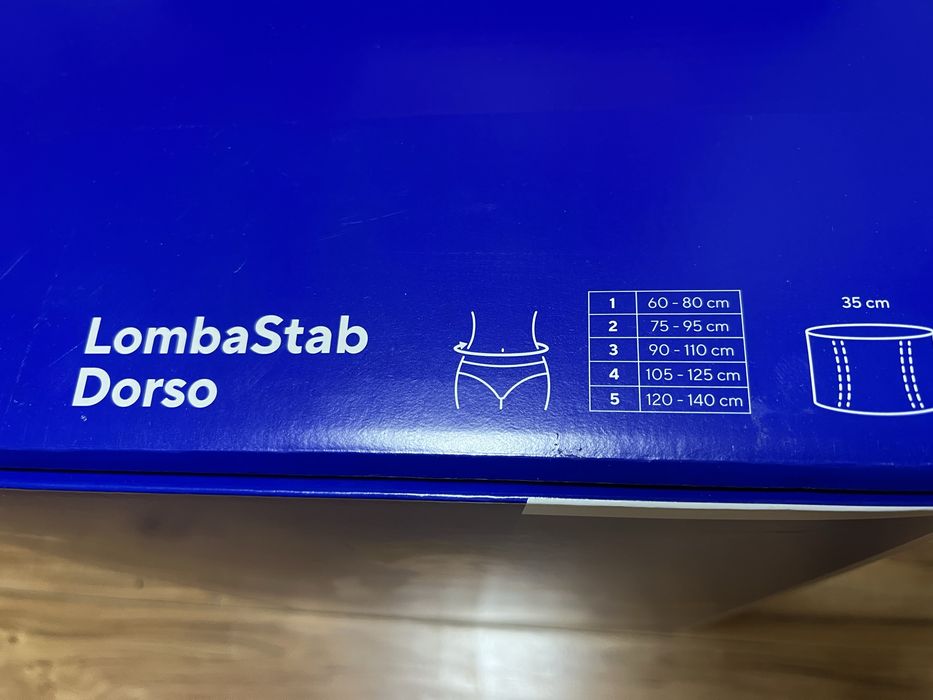 LombaStab
Dorso
1 60 - 80 cm
2 75 - 95 cm
3 90 - 110 cm
4 105 - 125 cm
5 120 - 140 cm
35 cm